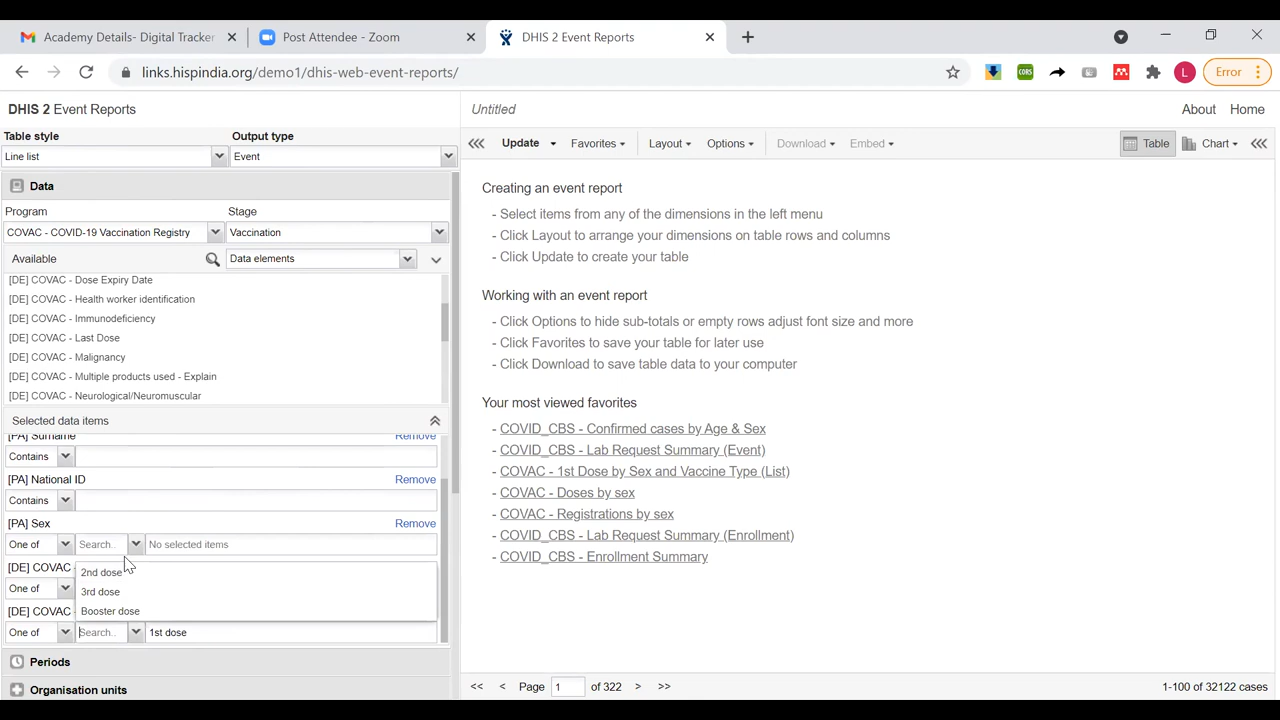 Academy Details- Digital Tracker
Post Attendee - Zoom
DHIS 2 Event Reports
links.hispindia.org/demo1/dhis-web-event-reports/
CORS
L
Error
DHIS 2 Event Reports
Untitled
About Home
Table style Output type
Line list Event
Update Favorites Layout Options Download Embed Table Chart
Data
Program Stage
COVAC - COVID-19 Vaccination Registry Vaccination
Available Data elements
[DE] COVAC - Dose Expiry Date
[DE] COVAC - Health worker identification
[DE] COVAC - Immunodeficiency
[DE] COVAC - Last Dose
[DE] COVAC - Malignancy
[DE] COVAC - Multiple products used - Explain
[DE] COVAC - Neurological/Neuromuscular
Selected data items
[PA] Surname Remove
Contains
[PA] National ID Remove
Contains
[PA] Sex Remove
One of Search.. No selected items
[DE] COVAC -
2nd dose
One of
3rd dose
[DE] COVAC -
Booster dose
One of Search.. 1st dose
Periods
Organisation units
Creating an event report
- Select items from any of the dimensions in the left menu
- Click Layout to arrange your dimensions on table rows and columns
- Click Update to create your table
Working with an event report
- Click Options to hide sub-totals or empty rows adjust font size and more
- Click Favorites to save your table for later use
- Click Download to save table data to your computer
Your most viewed favorites
- COVID_CBS - Confirmed cases by Age & Sex
- COVID_CBS - Lab Request Summary (Event)
- COVAC - 1st Dose by Sex and Vaccine Type (List)
- COVAC - Doses by sex
- COVAC - Registrations by sex
- COVID_CBS - Lab Request Summary (Enrollment)
- COVID_CBS - Enrollment Summary
<< < Page 1 of 322 > >> 1-100 of 32122 cases